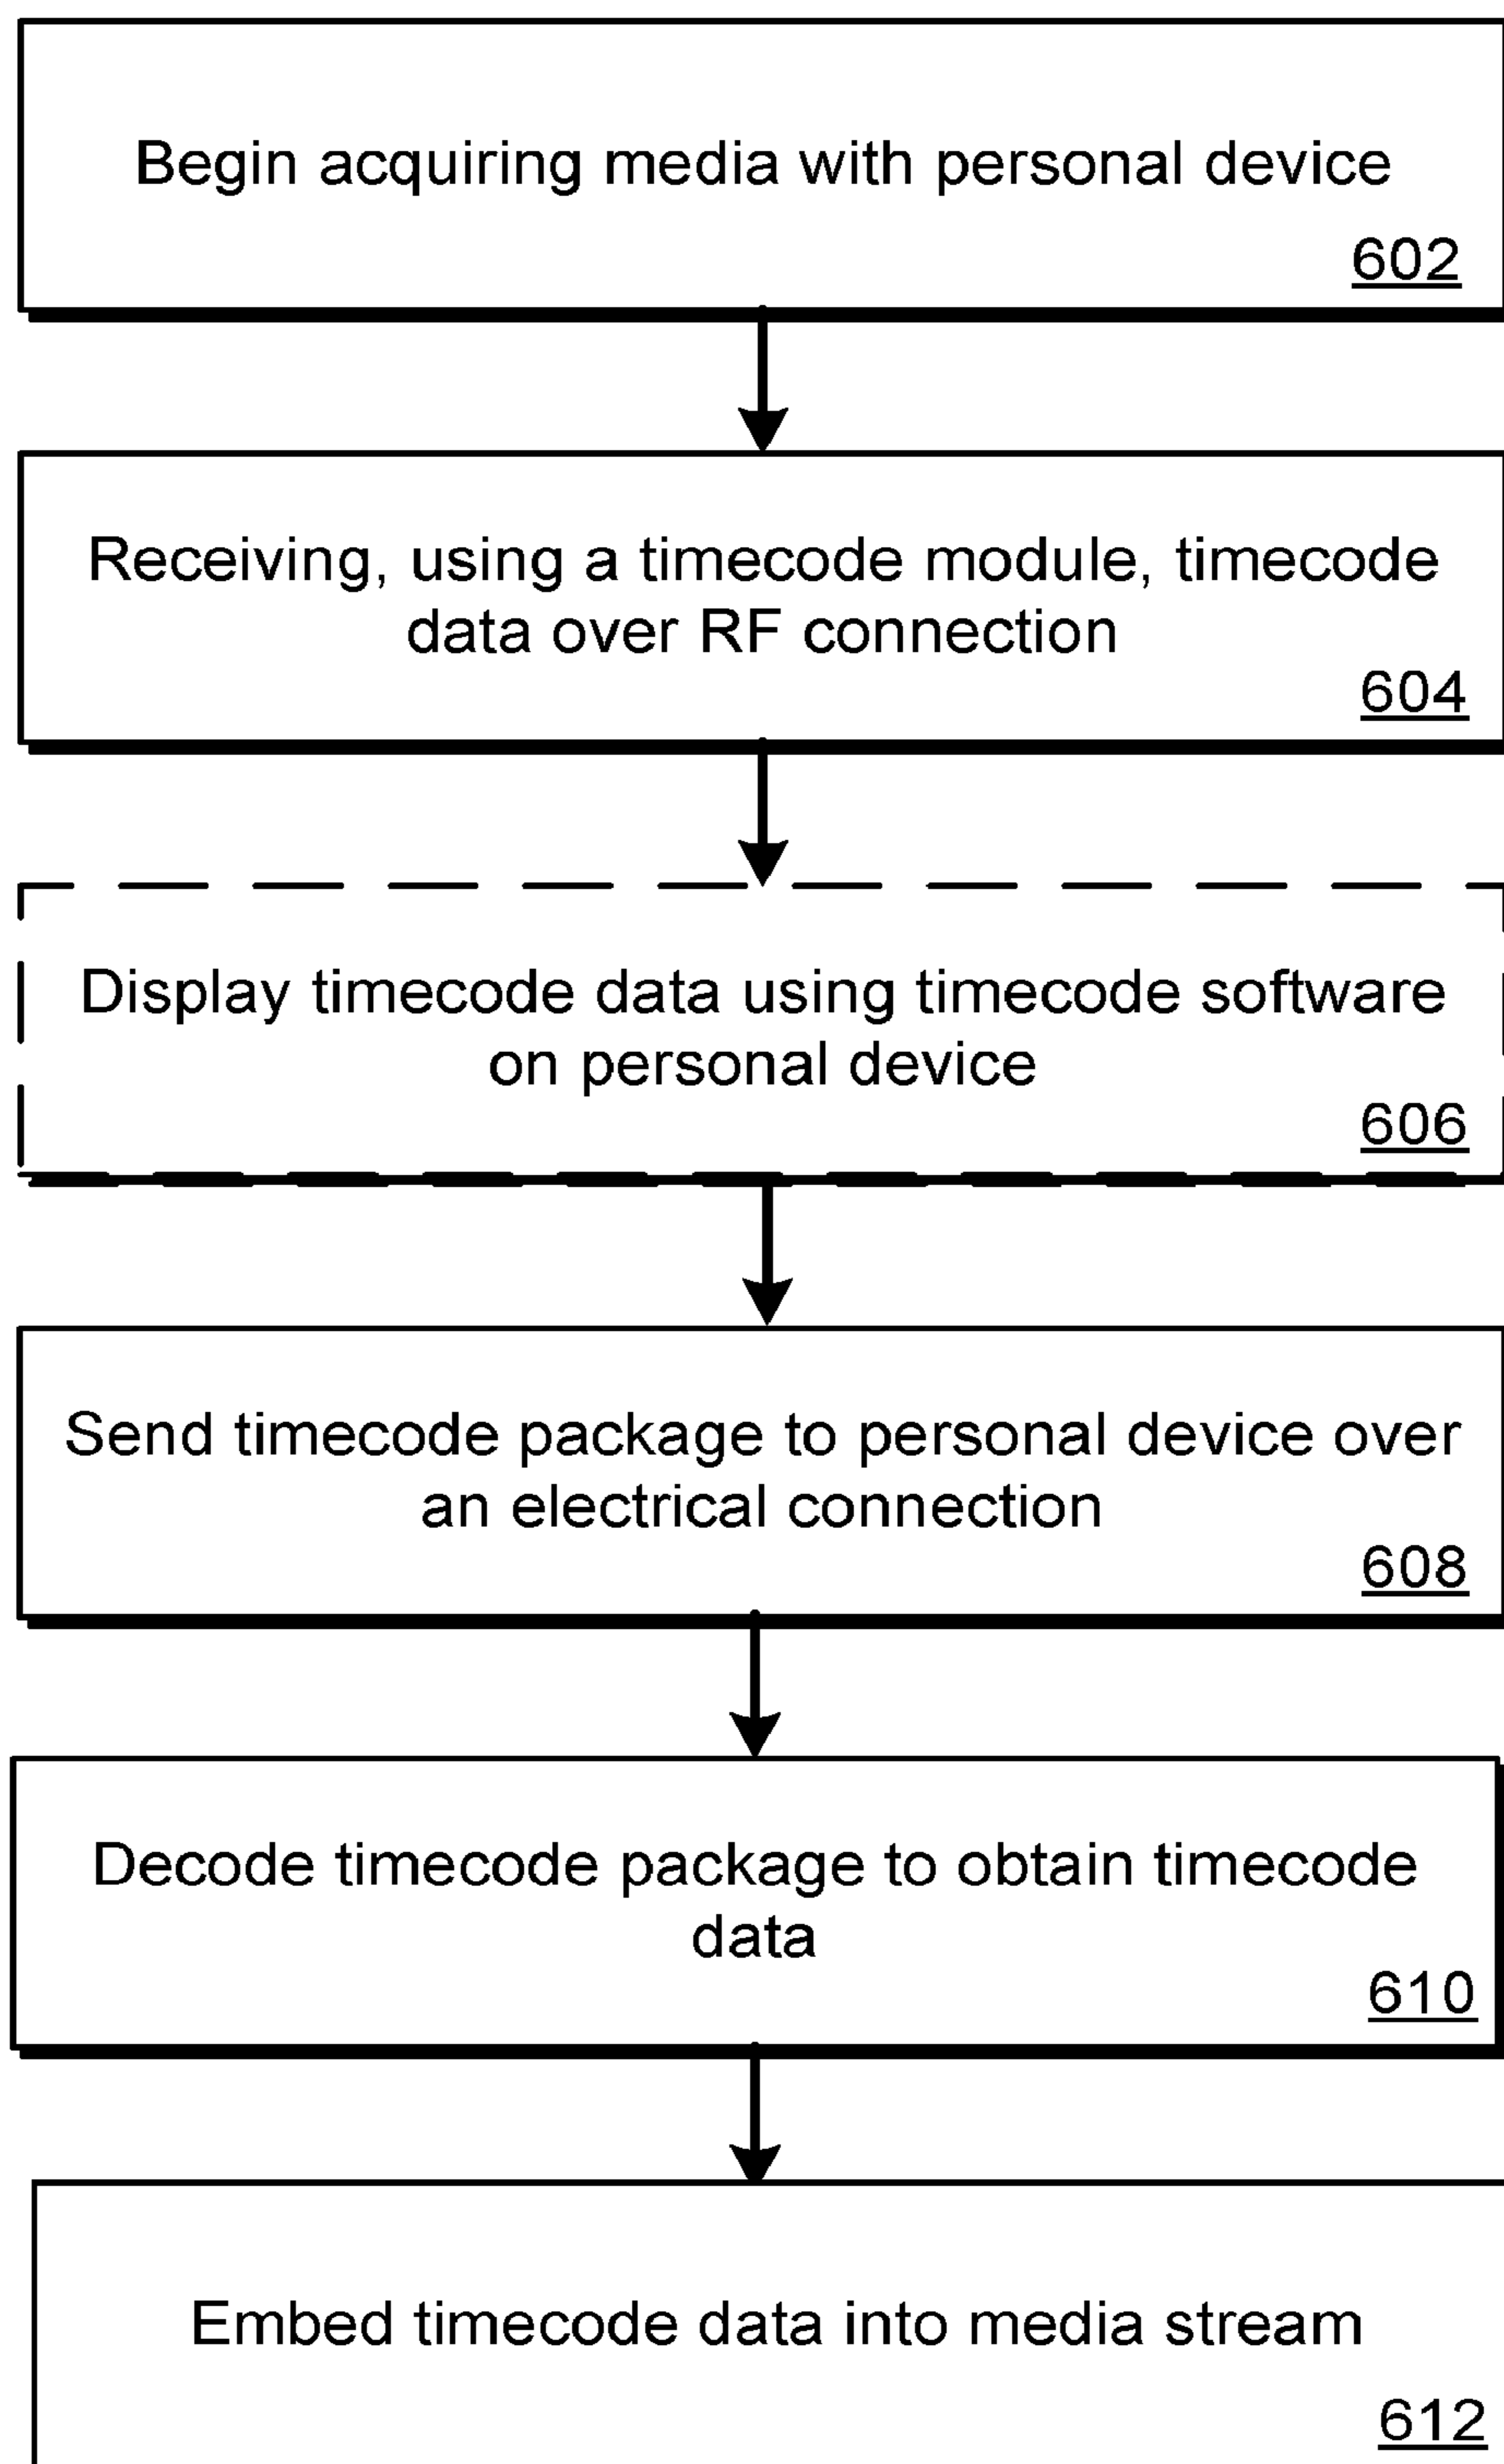 Begin acquiring media with personal device
602
Receiving, using a timecode module, timecode
data over RF connection
604
Display timecode data using timecode software
on personal device
606
Send timecode package to personal device over
an electrical connection
608
Decode timecode package to obtain timecode
data
610
Embed timecode data into media stream
612